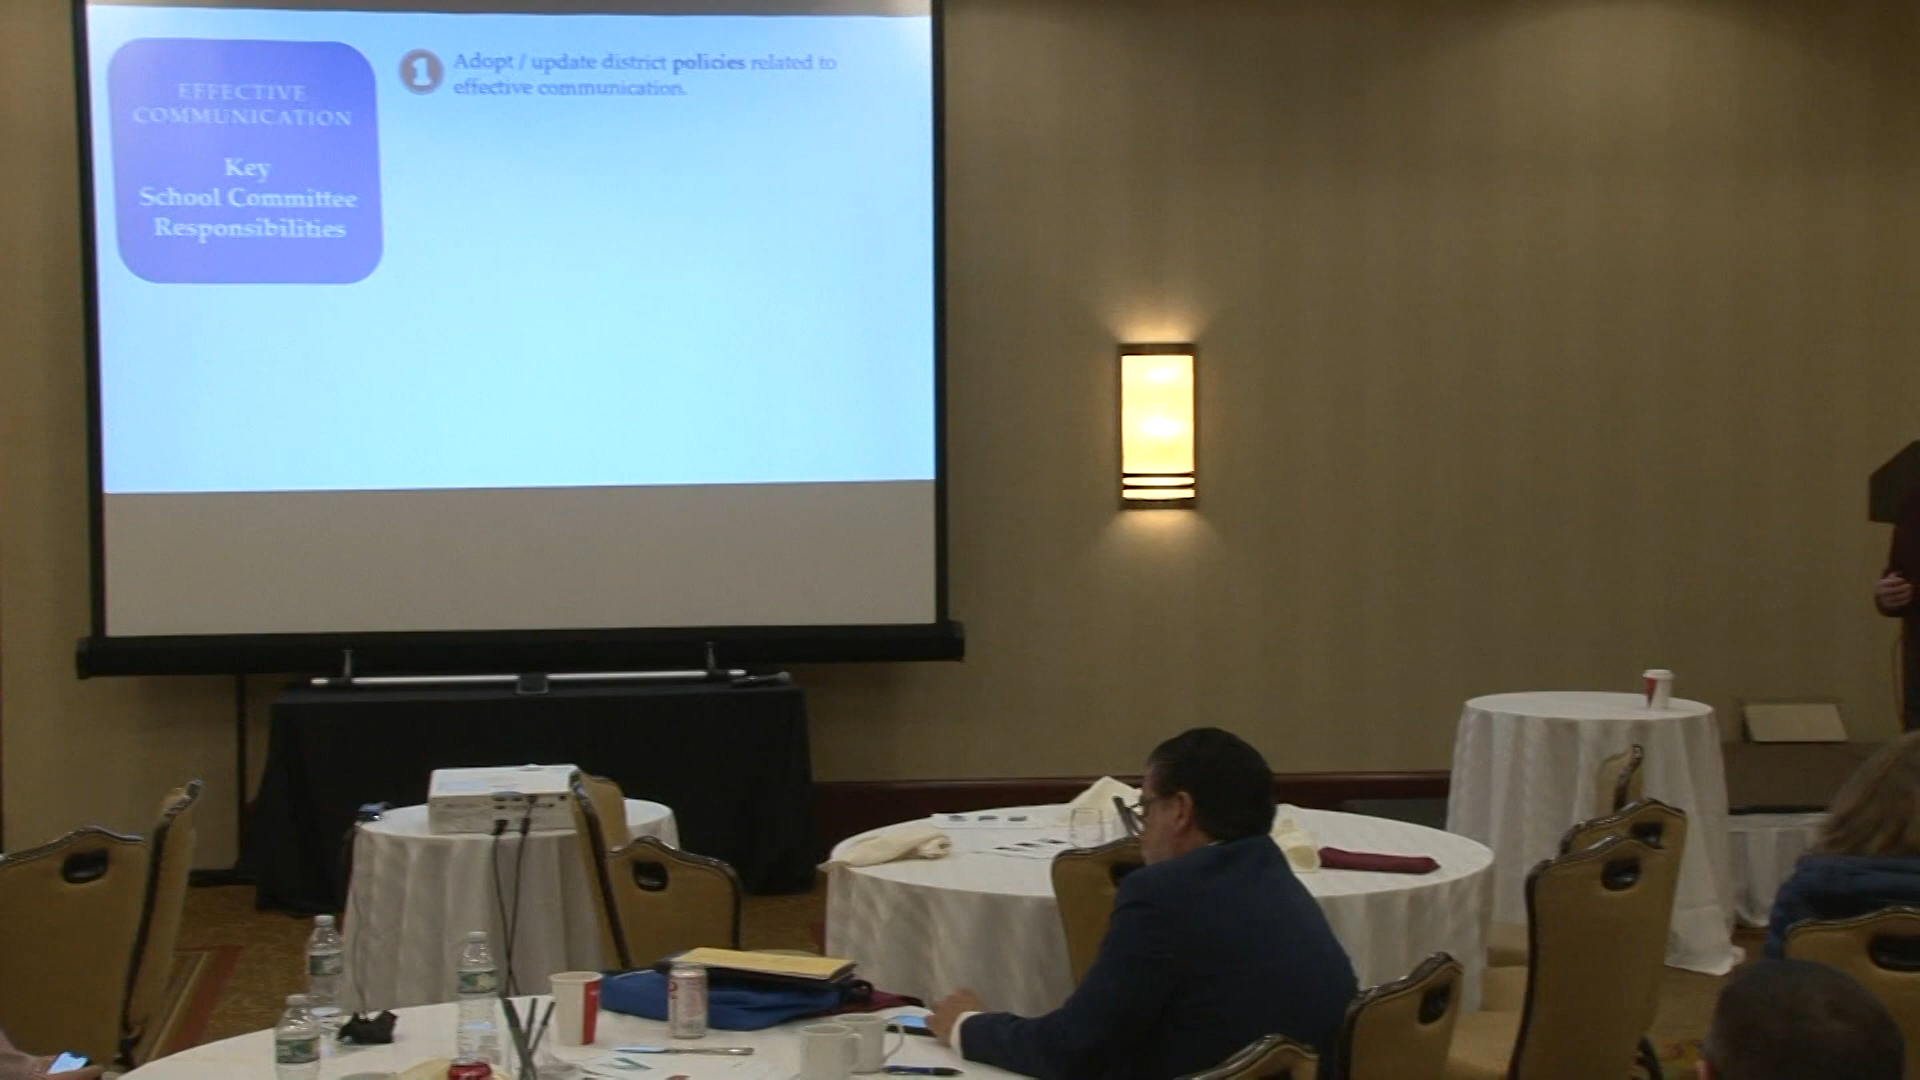 EFFECTIVE
COMMUNICATION
Key
School Committee
Responsibilities
1 Adopt / update district policies related to
effective communication.